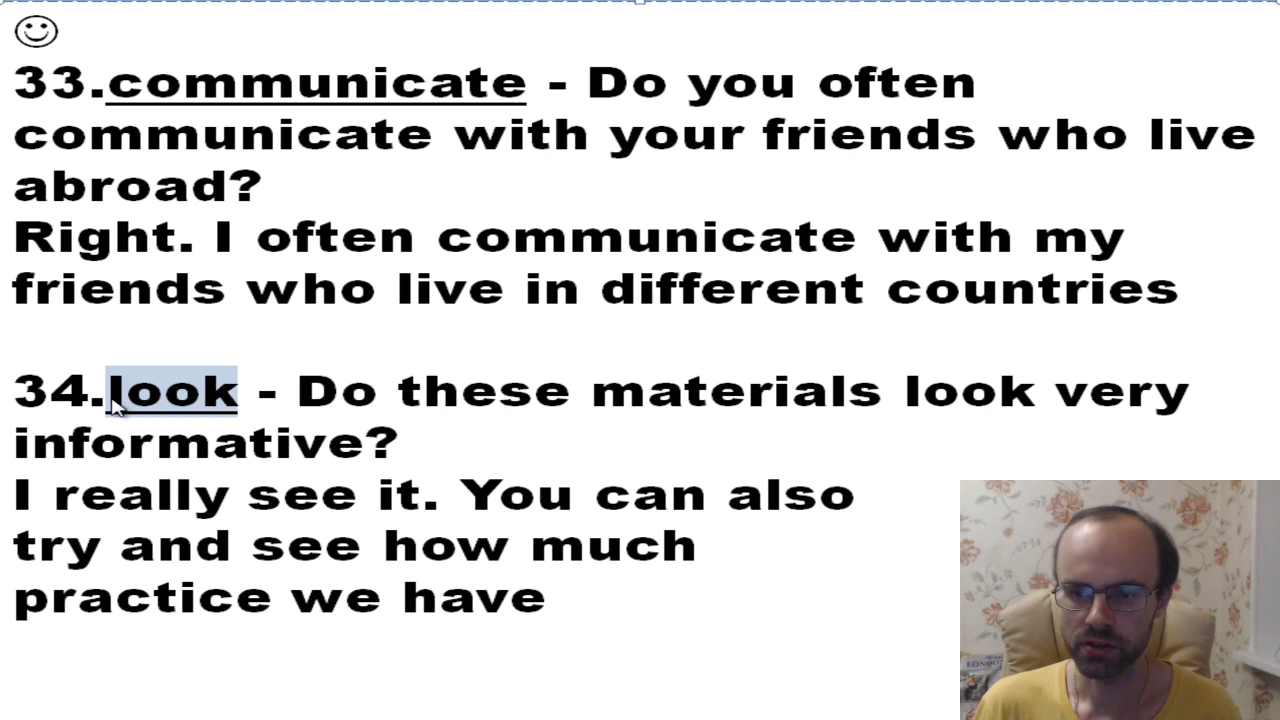 33.communicate - Do you often
communicate with your friends who live
abroad?
Right. I often communicate with my
friends who live in different countries
34.look - Do these materials look very
informative?
I really see it. You can also
try and see how much
practice we have